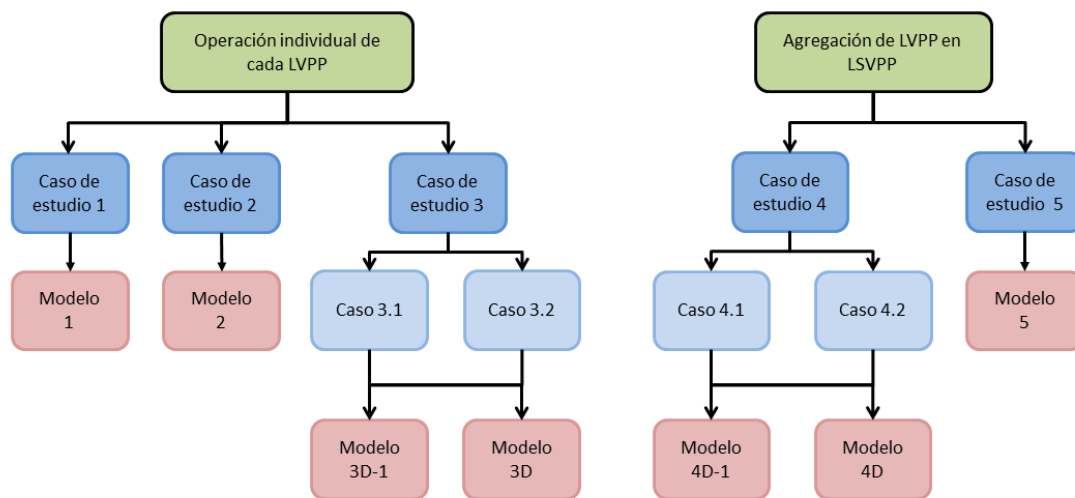 Operación individual de
cada LVPP
Agregación de LVPP en
LSVPP
Caso de
estudio 1
Caso de
estudio 2
Caso de
estudio 3
Caso de
estudio 4
Caso de
estudio 5
Modelo
1
Modelo
2
Caso 3.1
Caso 3.2
Caso 4.1
Caso 4.2
Modelo
5
Modelo
3D-1
Modelo
3D
Modelo
4D-1
Modelo
4D